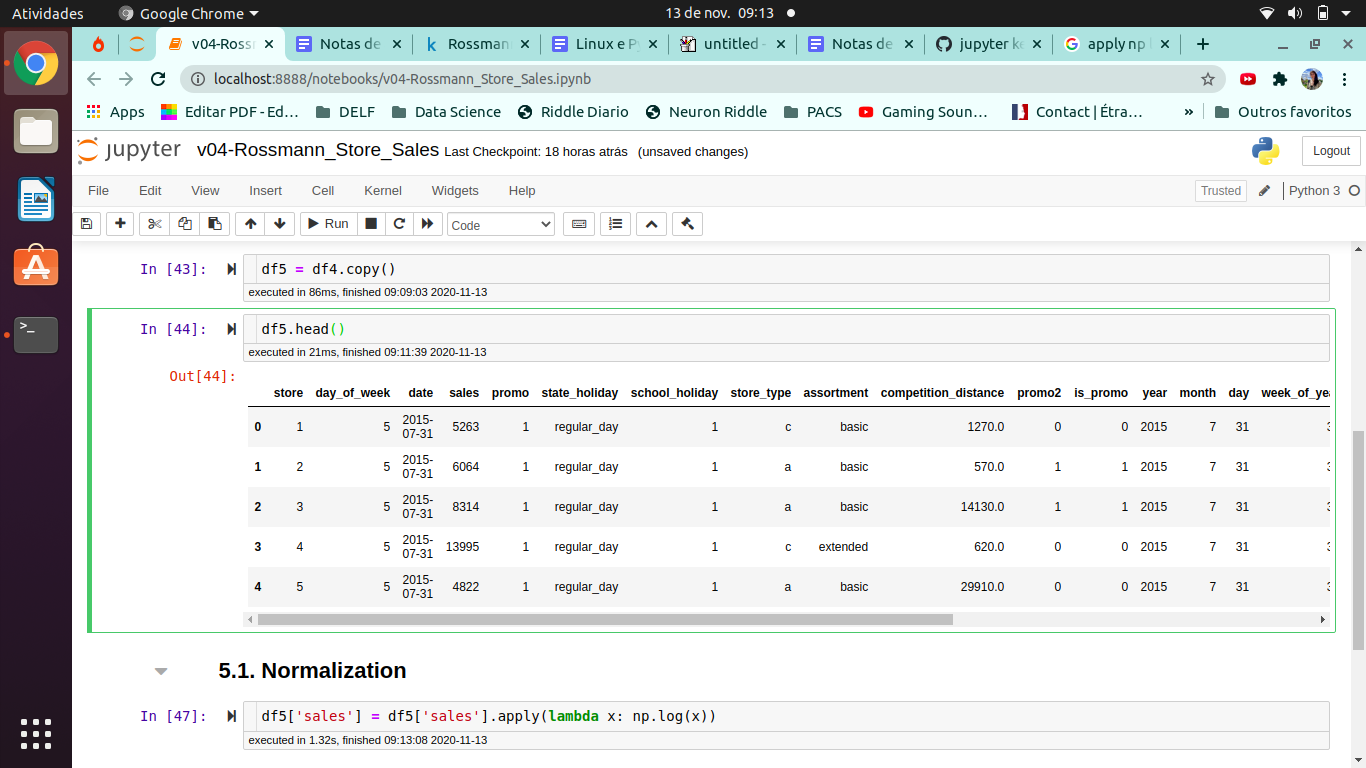 Atividades
Google Chrome
13 de nov. 09:13
v04-Ross
Notas de
Rossman
Linux e P
untitled -
Notas de
jupyter ke
apply np l
localhost:8888/notebooks/v04-Rossmann_Store_Sales.ipynb
Apps
Editar PDF - Ed…
DELF
Data Science
Riddle Diario
Neuron Riddle
PACS
Gaming Soun…
Contact | Étra…
»
Outros favoritos
jupyter v04-Rossmann_Store_Sales Last Checkpoint: 18 horas atrás (unsaved changes)
Logout
File Edit View Insert Cell Kernel Widgets Help
Trusted
Python 3
Run
Code
In [43]: df5 = df4.copy()
executed in 86ms, finished 09:09:03 2020-11-13
In [44]: df5.head()
executed in 21ms, finished 09:11:39 2020-11-13
Out[44]:
store day_of_week date sales promo state_holiday school_holiday store_type assortment competition_distance promo2 is_promo year month day week_of_ye
0 1 5 2015-07-31 5263 1 regular_day 1 c basic 1270.0 0 0 2015 7 31
1 2 5 2015-07-31 6064 1 regular_day 1 a basic 570.0 1 1 2015 7 31
2 3 5 2015-07-31 8314 1 regular_day 1 a basic 14130.0 1 1 2015 7 31
3 4 5 2015-07-31 13995 1 regular_day 1 c extended 620.0 0 0 2015 7 31
4 5 5 2015-07-31 4822 1 regular_day 1 a basic 29910.0 0 0 2015 7 31
5.1. Normalization
In [47]: df5['sales'] = df5['sales'].apply(lambda x: np.log(x))
executed in 1.32s, finished 09:13:08 2020-11-13